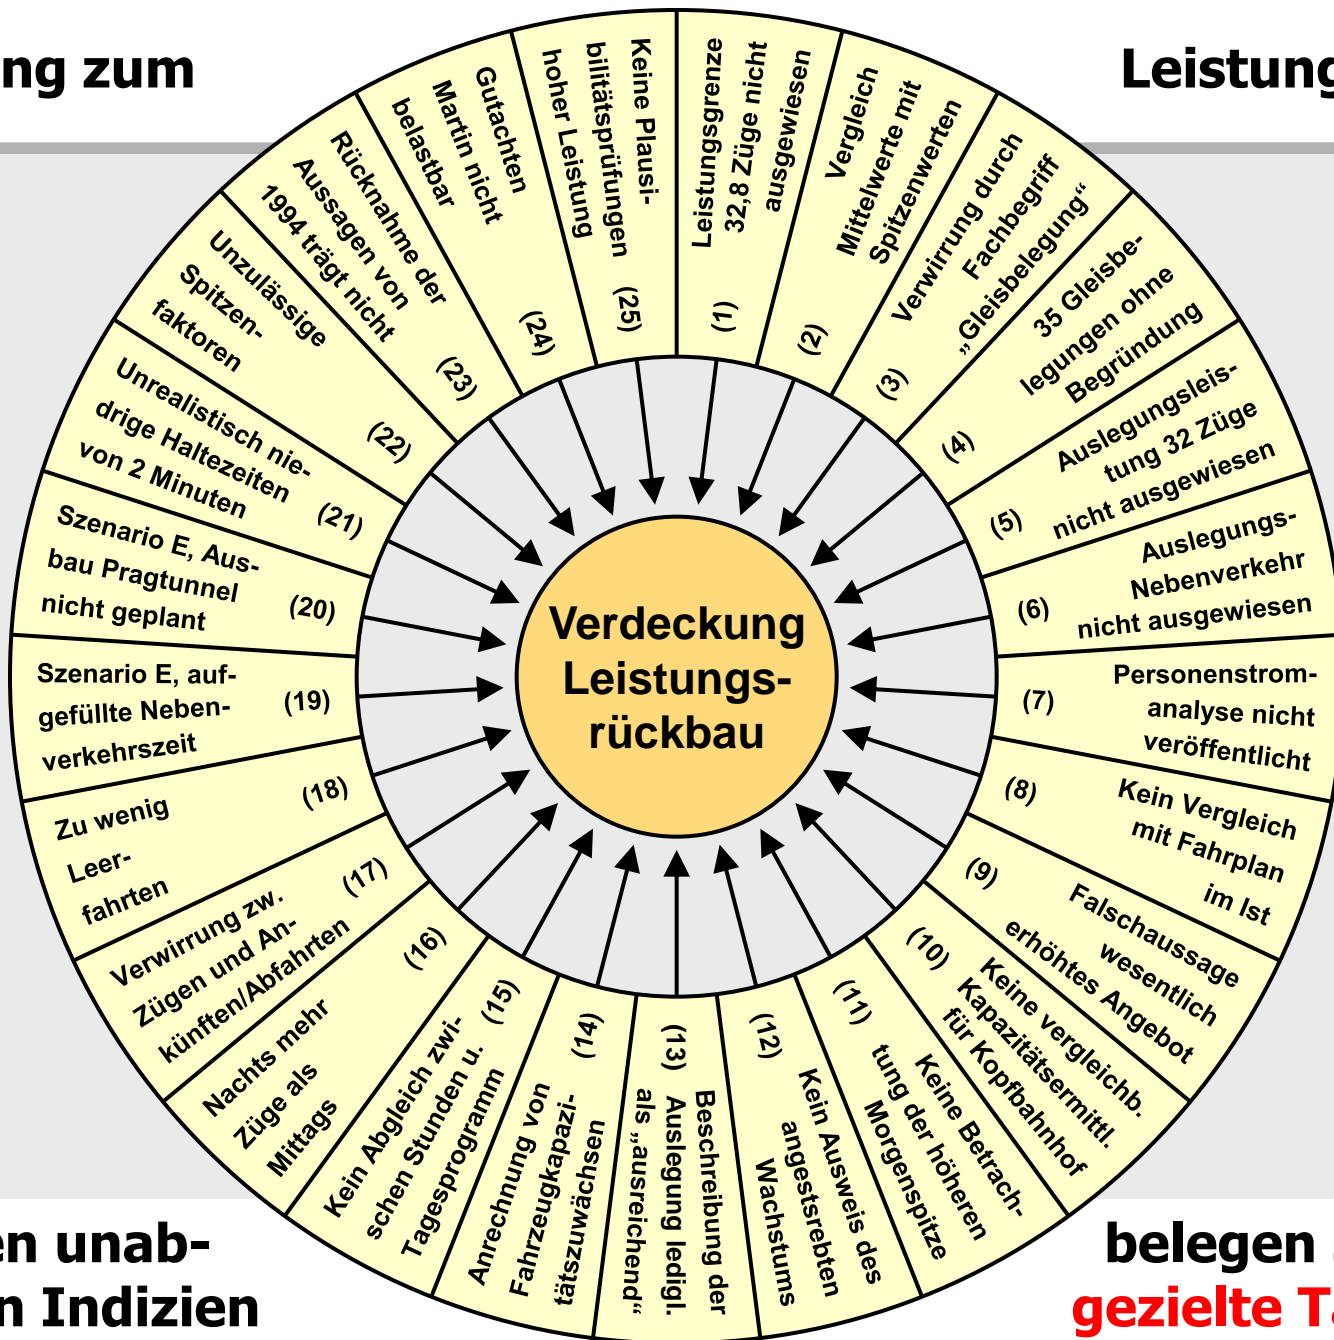 ng zum
Leistung
Leistungsgrenze
32,8 Züge nicht
ausgewiesen
(1)
Vergleich
Mittelwerte mit
Spitzenwerten
(2)
Verwirrung durch
Fachbegriff
„Gleisbelegung“
(3)
35 Gleisbe-
legungen ohne
Begründung
(4)
Auslegungsleis-
tung 32 Züge
nicht ausgewiesen
(5)
Auslegungs-
Nebenverkehr
nicht ausgewiesen
(6)
Personenstrom-
analyse nicht
veröffentlicht
(7)
Kein Vergleich
mit Fahrplan
im Ist
(8)
Falschaussage
wesentlich
erhöhtes Angebot
(9)
Keine vergleichb.
Kapazitätsermittl.
für Kopfbahnhof
(10)
Keine Betrach-
tung der höheren
Morgenspitze
(11)
Kein Ausweis des
angestsrebten
Wachstums
(12)
Beschreibung der
Auslegung ledigl.
als „ausreichend“
(13)
Anrechnung von
Fahrzeugkapazi-
tätszuwächsen
(14)
Kein Abgleich zwi-
schen Stunden u.
Tagesprogramm
(15)
Nachts mehr
Züge als
Mittags
(16)
Verwirrung zw.
Zügen und An-
künften/Abfahrten
(17)
Zu wenig
Leer-
fahrten
(18)
Szenario E, auf-
gefüllte Neben-
verkehrszeit
(19)
Szenario E, Aus-
bau Pragtunnel
nicht geplant
(20)
Unrealistisch nie-
drige Haltezeiten
von 2 Minuten
(21)
Unzulässige
Spitzen-
faktoren
(22)
Rücknahme der
Aussagen von
1994 trägt nicht
(23)
Gutachten
Martin nicht
belastbar
(24)
Keine Plausi-
bilitätsprüfungen
hoher Leistung
(25)
Verdeckung
Leistungs-
rückbau
en unab-
n Indizien
belegen
gezielte Tä